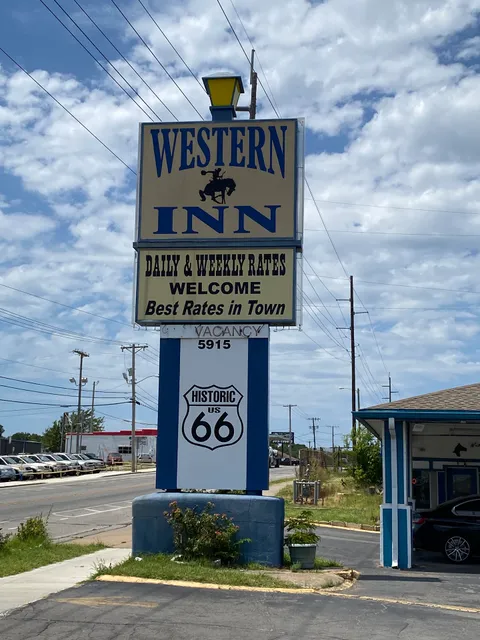 WESTERN
INN
DAILY & WEEKLY RATES
WELCOME
Best Rates in Town
VACANCY
5915
HISTORIC
US
66